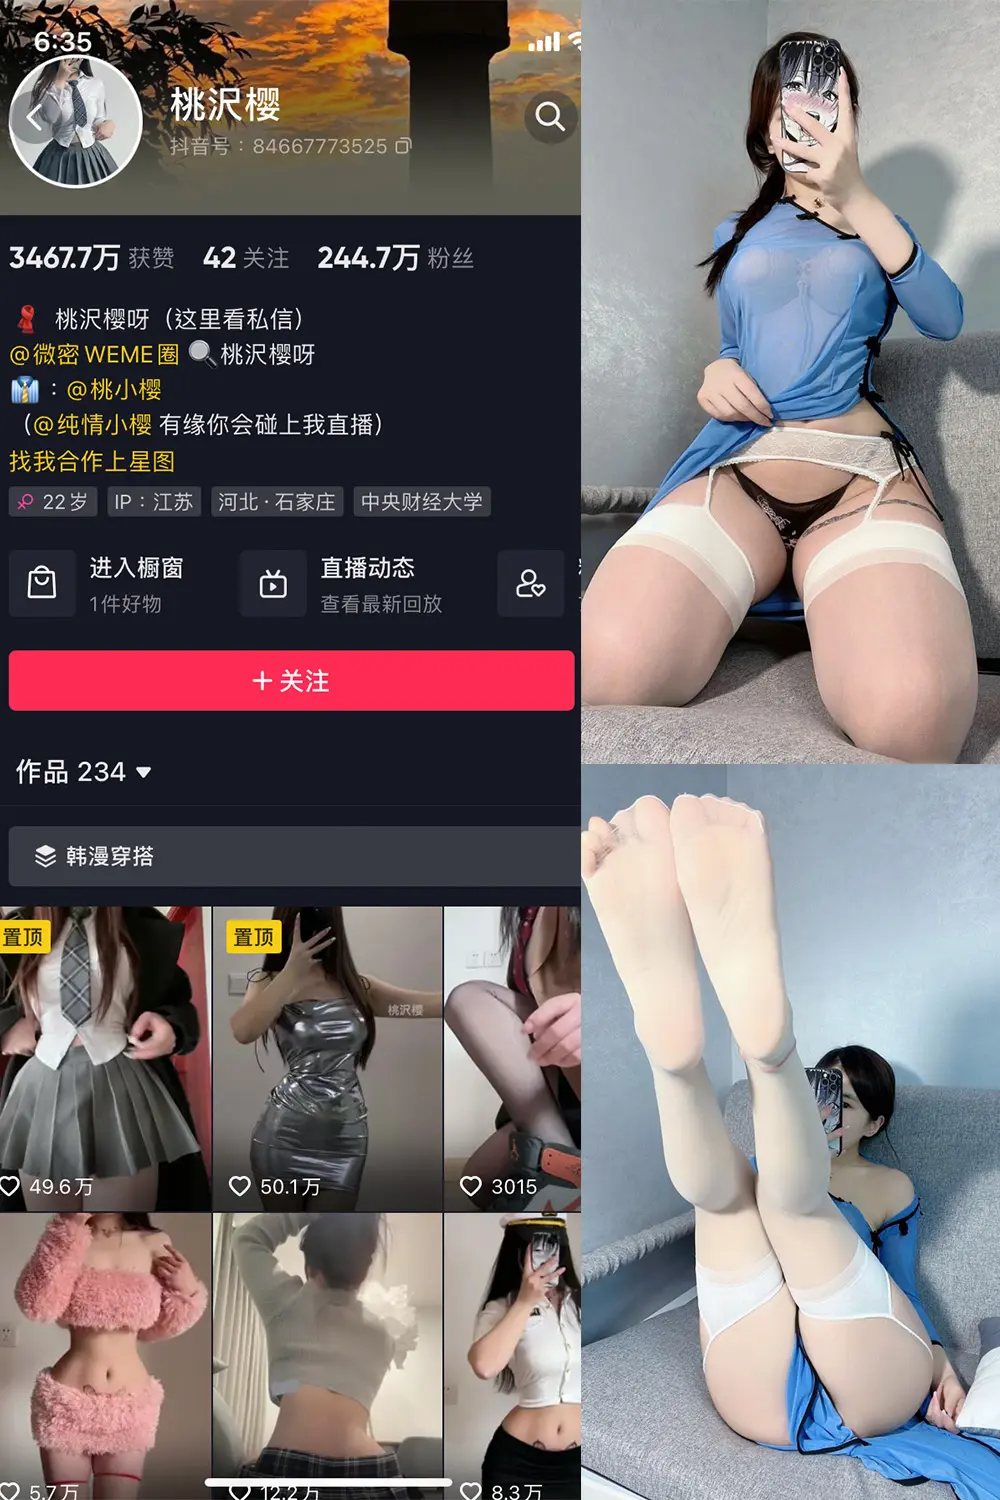 6:35
桃沢樱
抖音号：84667773525
3467.7万 获赞 42 关注 244.7万 粉丝
桃沢樱呀（这里看私信）
@微密 WEME 圈 🔍桃沢樱呀
：@桃小樱
（@纯情小樱 有缘你会碰上我直播）
找我合作上星图
22岁 IP：江苏 河北·石家庄 中央财经大学
进入橱窗 直播动态
1件好物 查看最新回放
+ 关注
作品 234
韩漫穿搭
置顶 置顶
桃沢樱
49.6万 50.1万 3015
5.7万 12.2万 8.3万